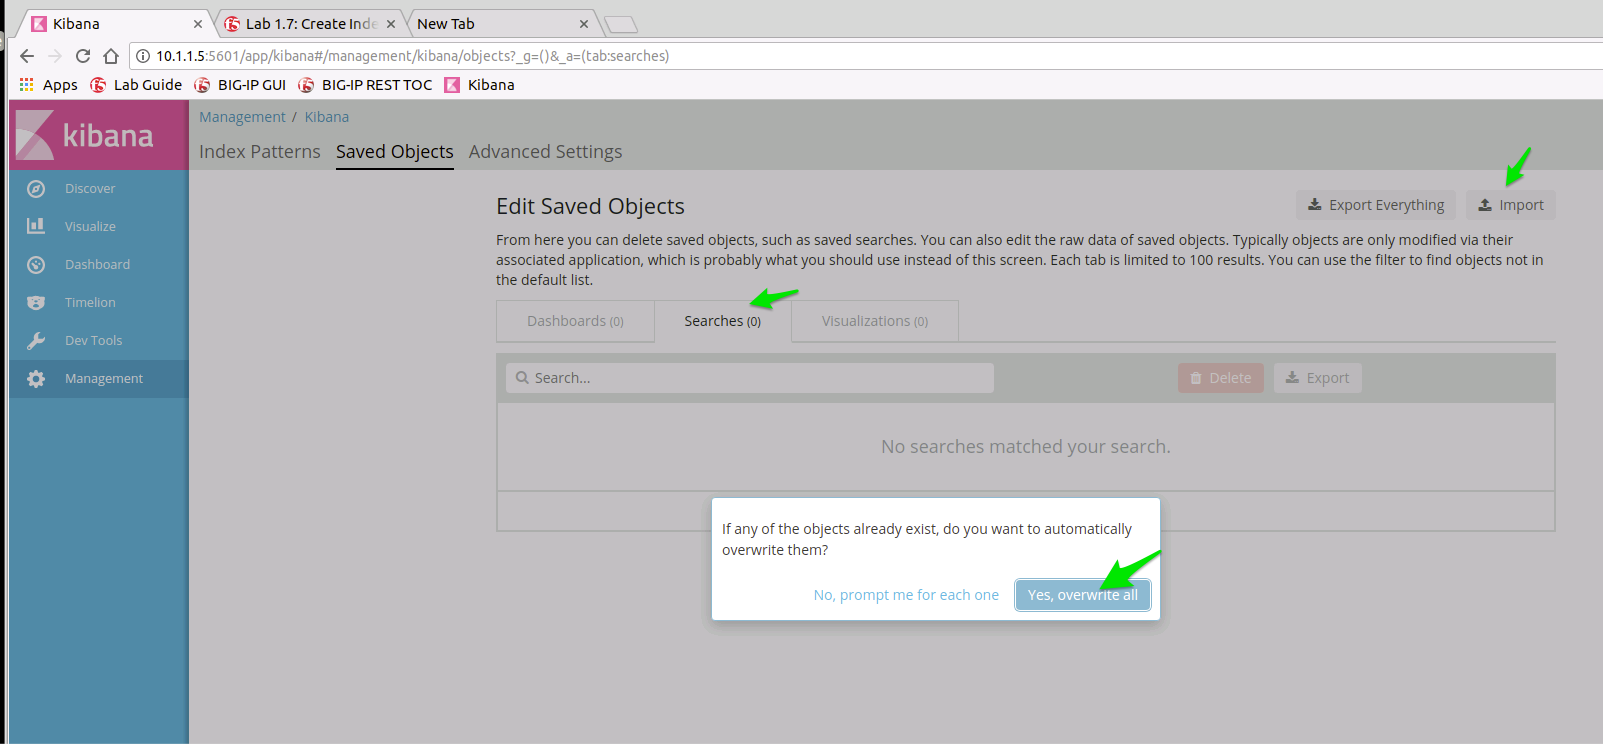 Kibana
Lab 1.7: Create Inde
New Tab
10.1.1.5:5601/app/kibana#/management/kibana/objects?_g=()&_a=(tab:searches)
Apps Lab Guide BIG-IP GUI BIG-IP REST TOC Kibana
kibana
Management / Kibana
Index Patterns Saved Objects Advanced Settings
Discover
Visualize
Dashboard
Timelion
Dev Tools
Management
Edit Saved Objects
Export Everything
Import
From here you can delete saved objects, such as saved searches. You can also edit the raw data of saved objects. Typically objects are only modified via their
associated application, which is probably what you should use instead of this screen. Each tab is limited to 100 results. You can use the filter to find objects not in
the default list.
Dashboards (0)
Searches (0)
Visualizations (0)
Search...
Delete
Export
No searches matched your search.
If any of the objects already exist, do you want to automatically
overwrite them?
No, prompt me for each one
Yes, overwrite all